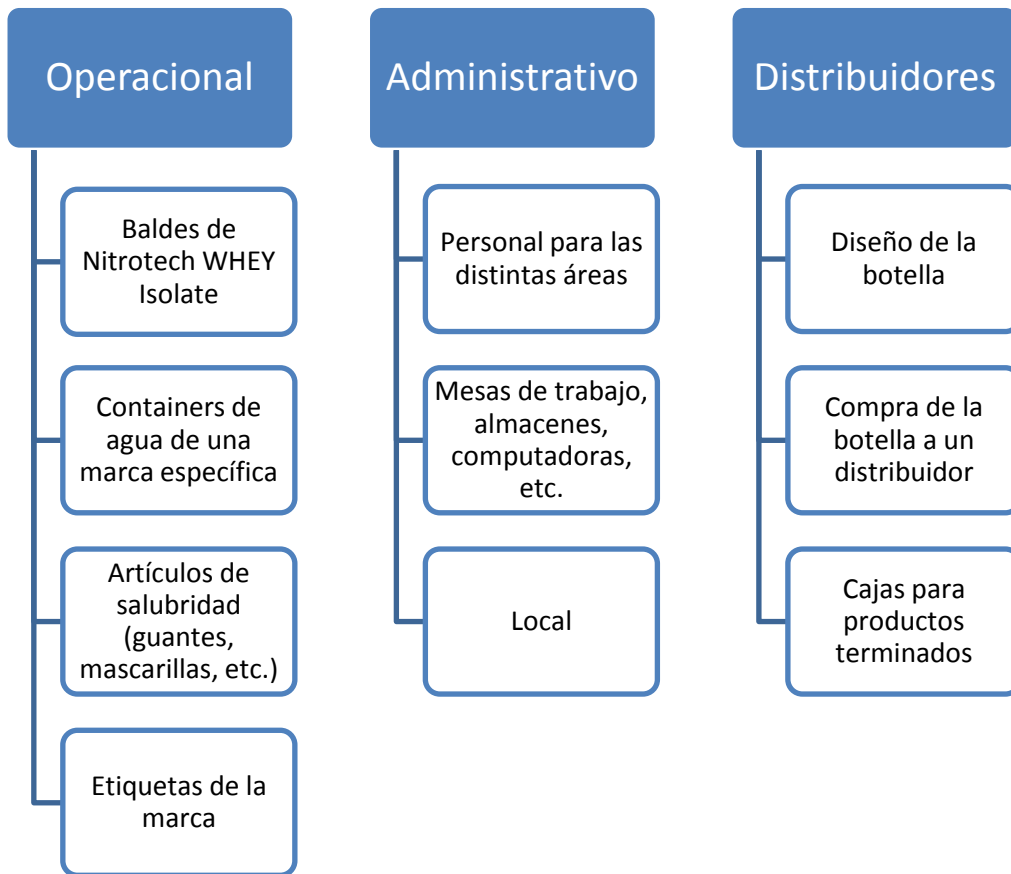 Operacional
Baldes de
Nitrotech WHEY
Isolate
Containers de
agua de una
marca específica
Artículos de
salubridad
(guantes,
mascarillas, etc.)
Etiquetas de la
marca
Administrativo
Personal para las
distintas áreas
Mesas de trabajo,
almacenes,
computadoras,
etc.
Local
Distribuidores
Diseño de la
botella
Compra de la
botella a un
distribuidor
Cajas para
productos
terminados